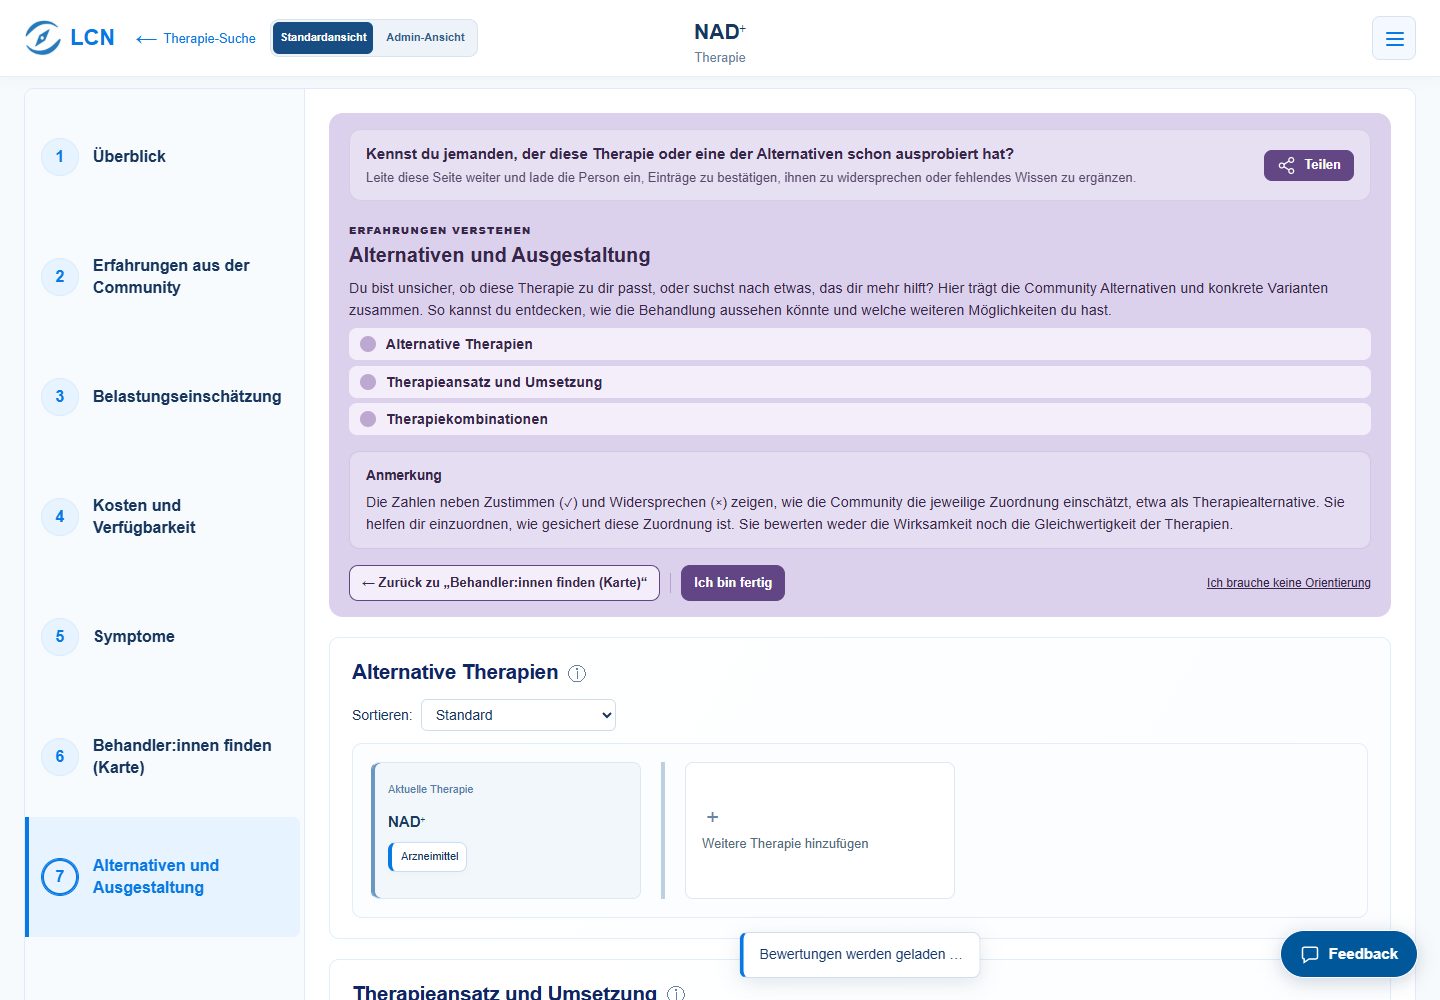 LCN
← Therapie-Suche
Standardansicht
Admin-Ansicht
NAD⁺
Therapie
1
Überblick
2
Erfahrungen aus der
Community
3
Belastungseinschätzung
4
Kosten und
Verfügbarkeit
5
Symptome
6
Behandler:innen finden
(Karte)
7
Alternativen und
Ausgestaltung
Kennst du jemanden, der diese Therapie oder eine der Alternativen schon ausprobiert hat?
Leite diese Seite weiter und lade die Person ein, Einträge zu bestätigen, ihnen zu widersprechen oder fehlendes Wissen zu ergänzen.
Teilen
ERFAHRUNGEN VERSTEHEN
Alternativen und Ausgestaltung
Du bist unsicher, ob diese Therapie zu dir passt, oder suchst nach etwas, das dir mehr hilft? Hier trägt die Community Alternativen und konkrete Varianten
zusammen. So kannst du entdecken, wie die Behandlung aussehen könnte und welche weiteren Möglichkeiten du hast.
Alternative Therapien
Therapieansatz und Umsetzung
Therapiekombinationen
Anmerkung
Die Zahlen neben Zustimmen (✓) und Widersprechen (×) zeigen, wie die Community die jeweilige Zuordnung einschätzt, etwa als Therapiealternative. Sie
helfen dir einzuordnen, wie gesichert diese Zuordnung ist. Sie bewerten weder die Wirksamkeit noch die Gleichwertigkeit der Therapien.
← Zurück zu „Behandler:innen finden (Karte)“
Ich bin fertig
Ich brauche keine Orientierung
Alternative Therapien ⓘ
Sortieren:
Standard
Aktuelle Therapie
NAD⁺
Arzneimittel
+
Weitere Therapie hinzufügen
Bewertungen werden geladen …
Feedback
Therapieansatz und Umsetzung ⓘ